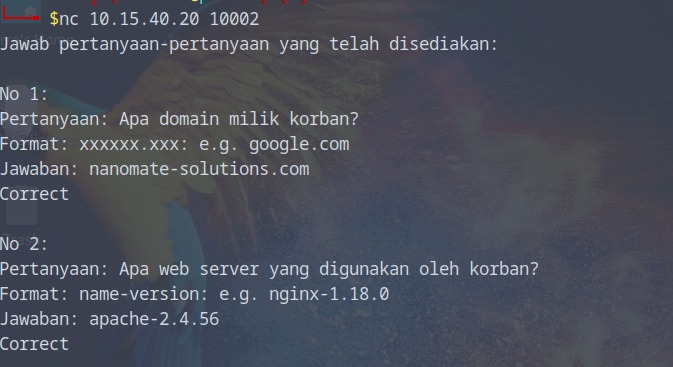 $nc 10.15.40.20 10002
Jawab pertanyaan-pertanyaan yang telah disediakan:
No 1:
Pertanyaan: Apa domain milik korban?
Format: xxxxxx.xxx: e.g. google.com
Jawaban: nanomate-solutions.com
Correct
No 2:
Pertanyaan: Apa web server yang digunakan oleh korban?
Format: name-version: e.g. nginx-1.18.0
Jawaban: apache-2.4.56
Correct